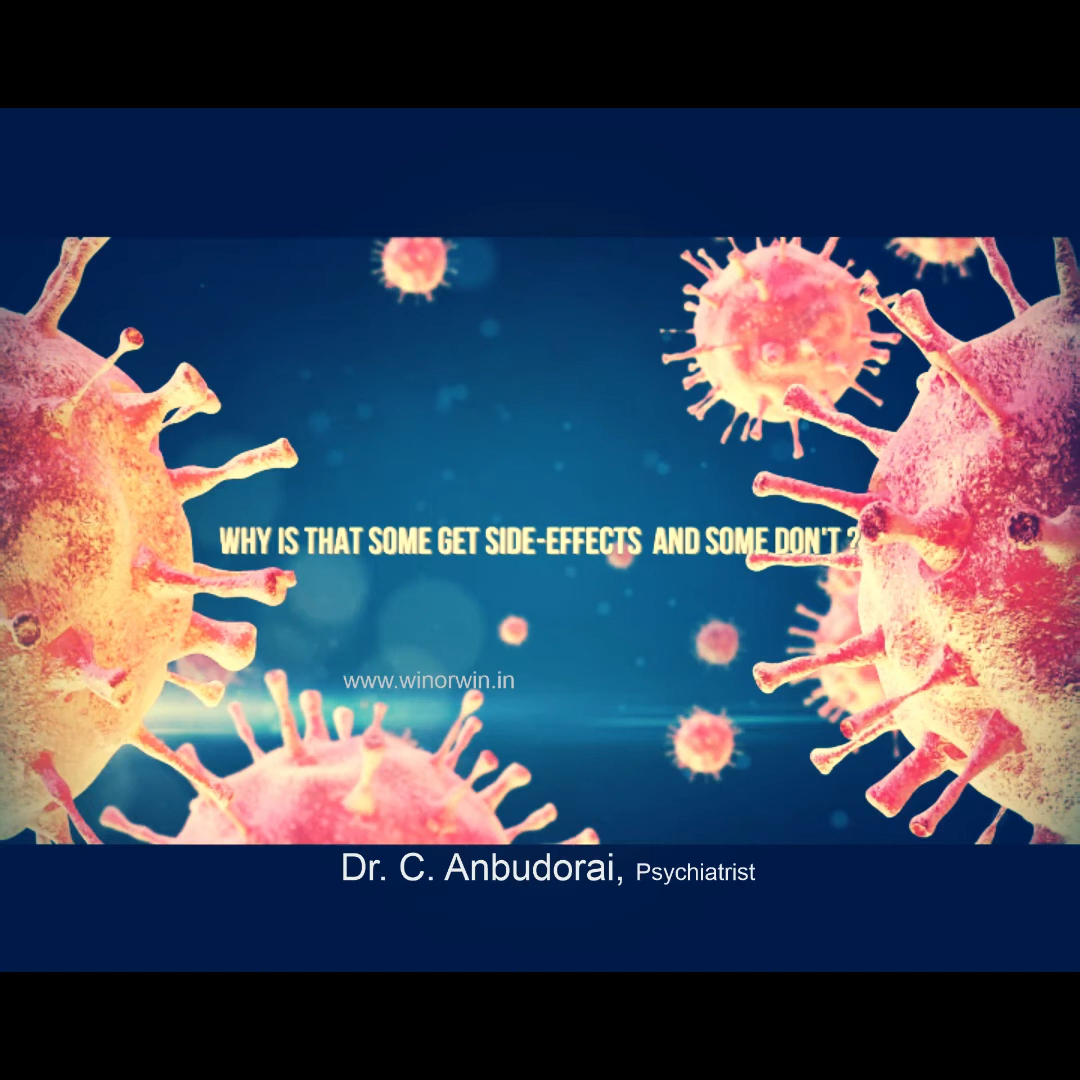 WHY IS THAT SOME GET SIDE-EFFECTS AND SOME DON'T ?
www.winorwin.in
Dr. C. Anbudorai, Psychiatrist